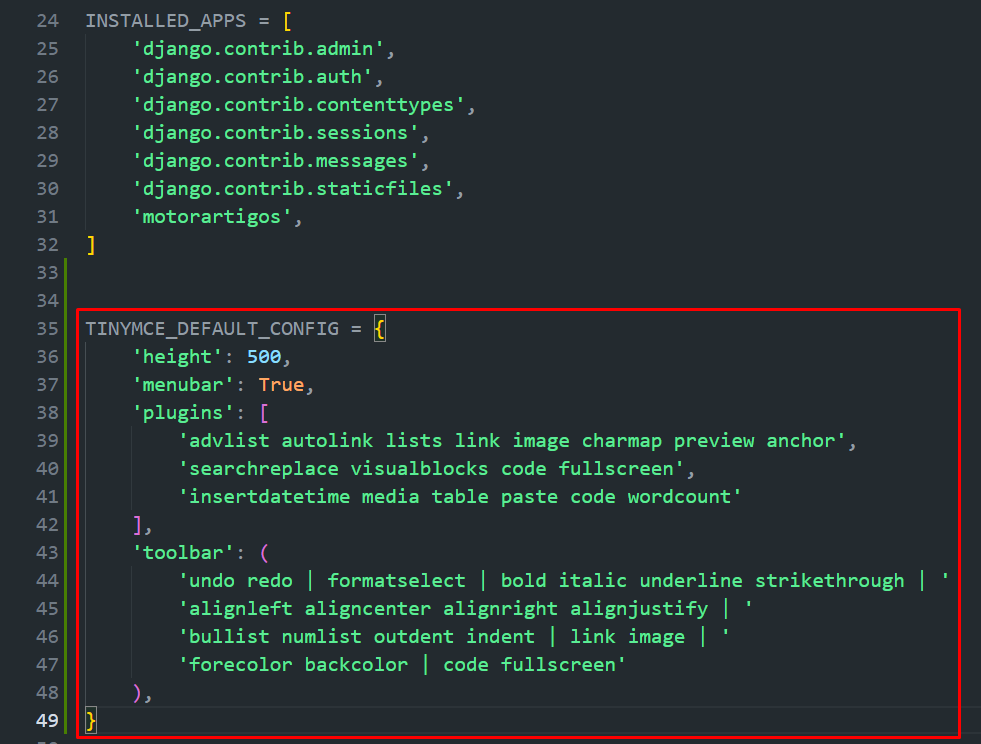 24 INSTALLED_APPS = [
25     'django.contrib.admin',
26     'django.contrib.auth',
27     'django.contrib.contenttypes',
28     'django.contrib.sessions',
29     'django.contrib.messages',
30     'django.contrib.staticfiles',
31     'motorartigos',
32 ]
33
34
35 TINYMCE_DEFAULT_CONFIG = {
36     'height': 500,
37     'menubar': True,
38     'plugins': [
39         'advlist autolink lists link image charmap preview anchor',
40         'searchreplace visualblocks code fullscreen',
41         'insertdatetime media table paste code wordcount'
42     ],
43     'toolbar': (
44         'undo redo | formatselect | bold italic underline strikethrough | '
45         'alignleft aligncenter alignright alignjustify | '
46         'bullist numlist outdent indent | link image | '
47         'forecolor backcolor | code fullscreen'
48     ),
49 }